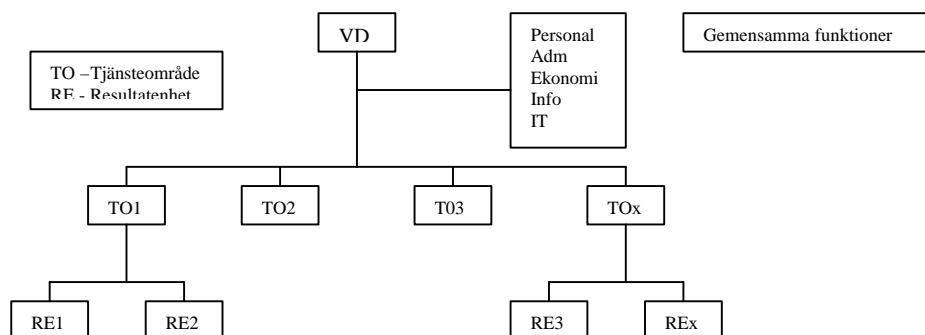 VD
Personal
Adm
Ekonomi
Info
IT
Gemensamma funktioner
TO –Tjänsteområde
RE - Resultatenhet
TO1
TO2
T03
TOx
RE1
RE2
RE3
REx